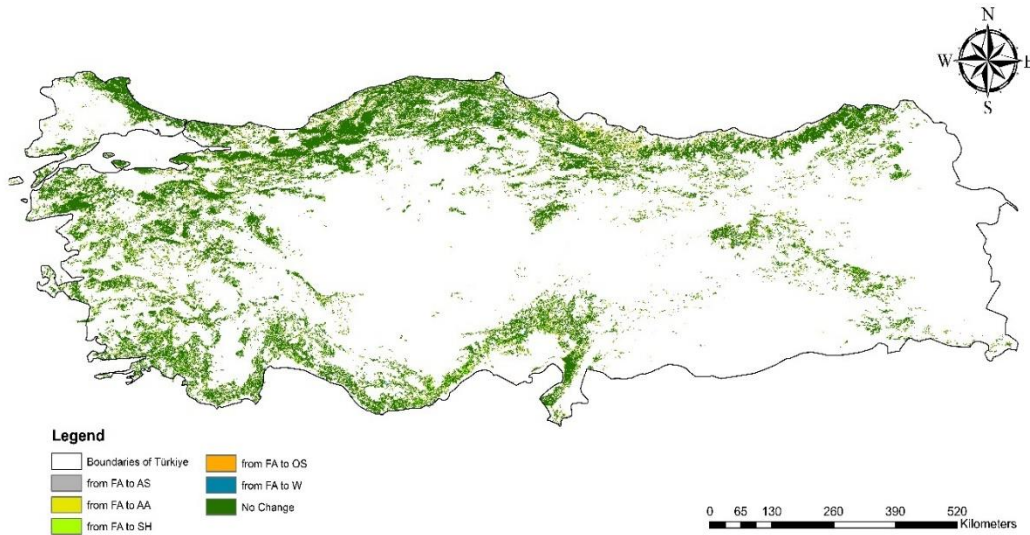 N
W E
S
Legend
Boundaries of Türkiye
from FA to AS
from FA to AA
from FA to SH
from FA to OS
from FA to W
No Change
0 65 130 260 390 520
Kilometers